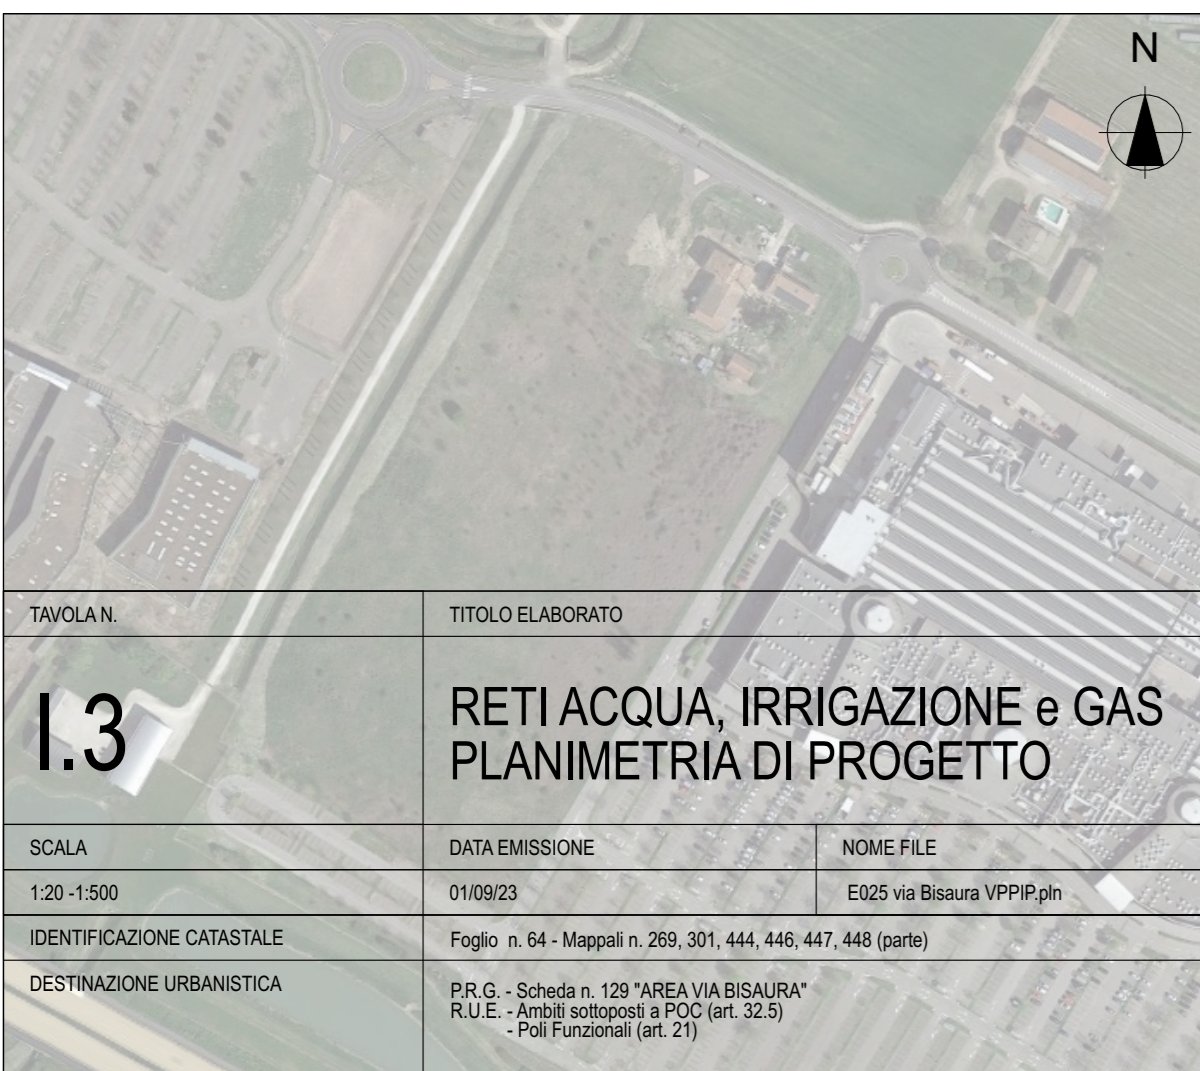 N
TAVOLA N.
TITOLO ELABORATO
I.3
RETI ACQUA, IRRIGAZIONE e GAS
PLANIMETRIA DI PROGETTO
SCALA
DATA EMISSIONE
NOME FILE
1:20 -1:500
01/09/23
E025 via Bisaura VPPIP.pln
IDENTIFICAZIONE CATASTALE
Foglio n. 64 - Mappali n. 269, 301, 444, 446, 447, 448 (parte)
DESTINAZIONE URBANISTICA
P.R.G. - Scheda n. 129 "AREA VIA BISAURA"
R.U.E. - Ambiti sottoposti a POC (art. 32.5)
- Poli Funzionali (art. 21)